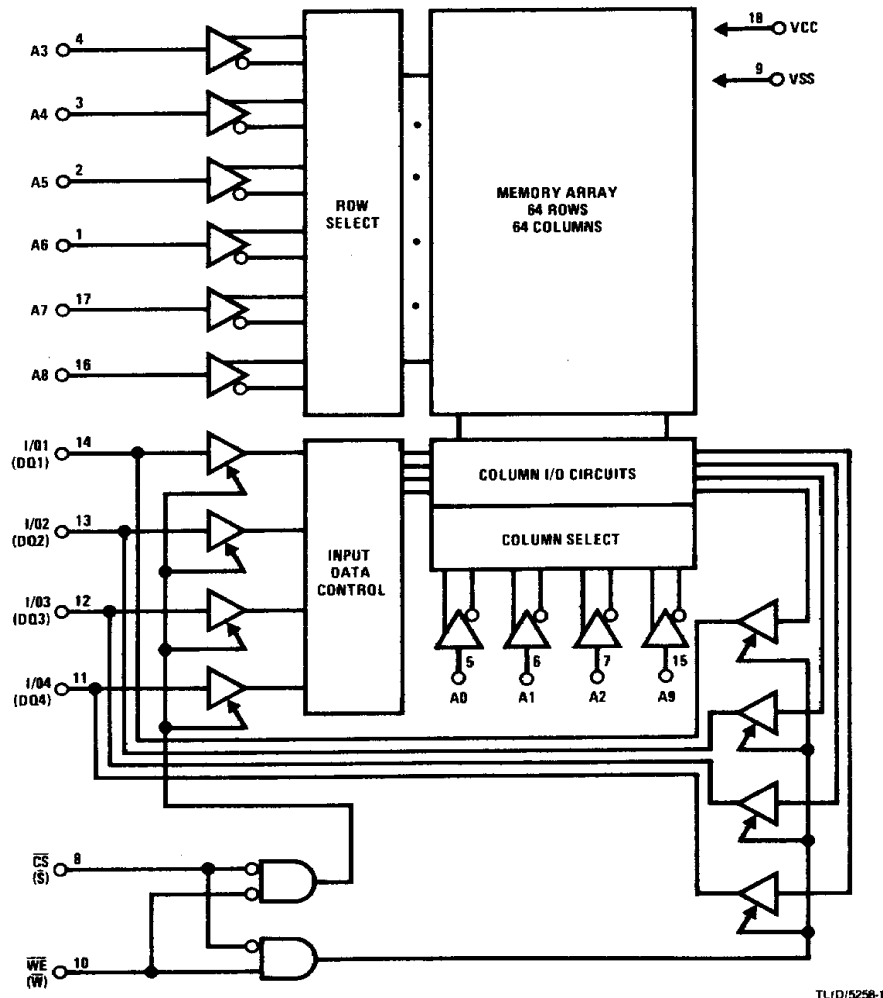 A3 4
A4 3
A5 2
A6 1
A7 17
A8 16
ROW
SELECT
MEMORY ARRAY
64 ROWS
64 COLUMNS
18 VCC
9 VSS
I/O1 14
(DQ1)
I/O2 13
(DQ2)
I/O3 12
(DQ3)
I/O4 11
(DQ4)
INPUT
DATA
CONTROL
COLUMN I/O CIRCUITS
COLUMN SELECT
5 6 7 15
A0 A1 A2 A9
C̅S̅ 8
(S̅)
W̅E̅ 10
(W̅)
TL/D/5258-1